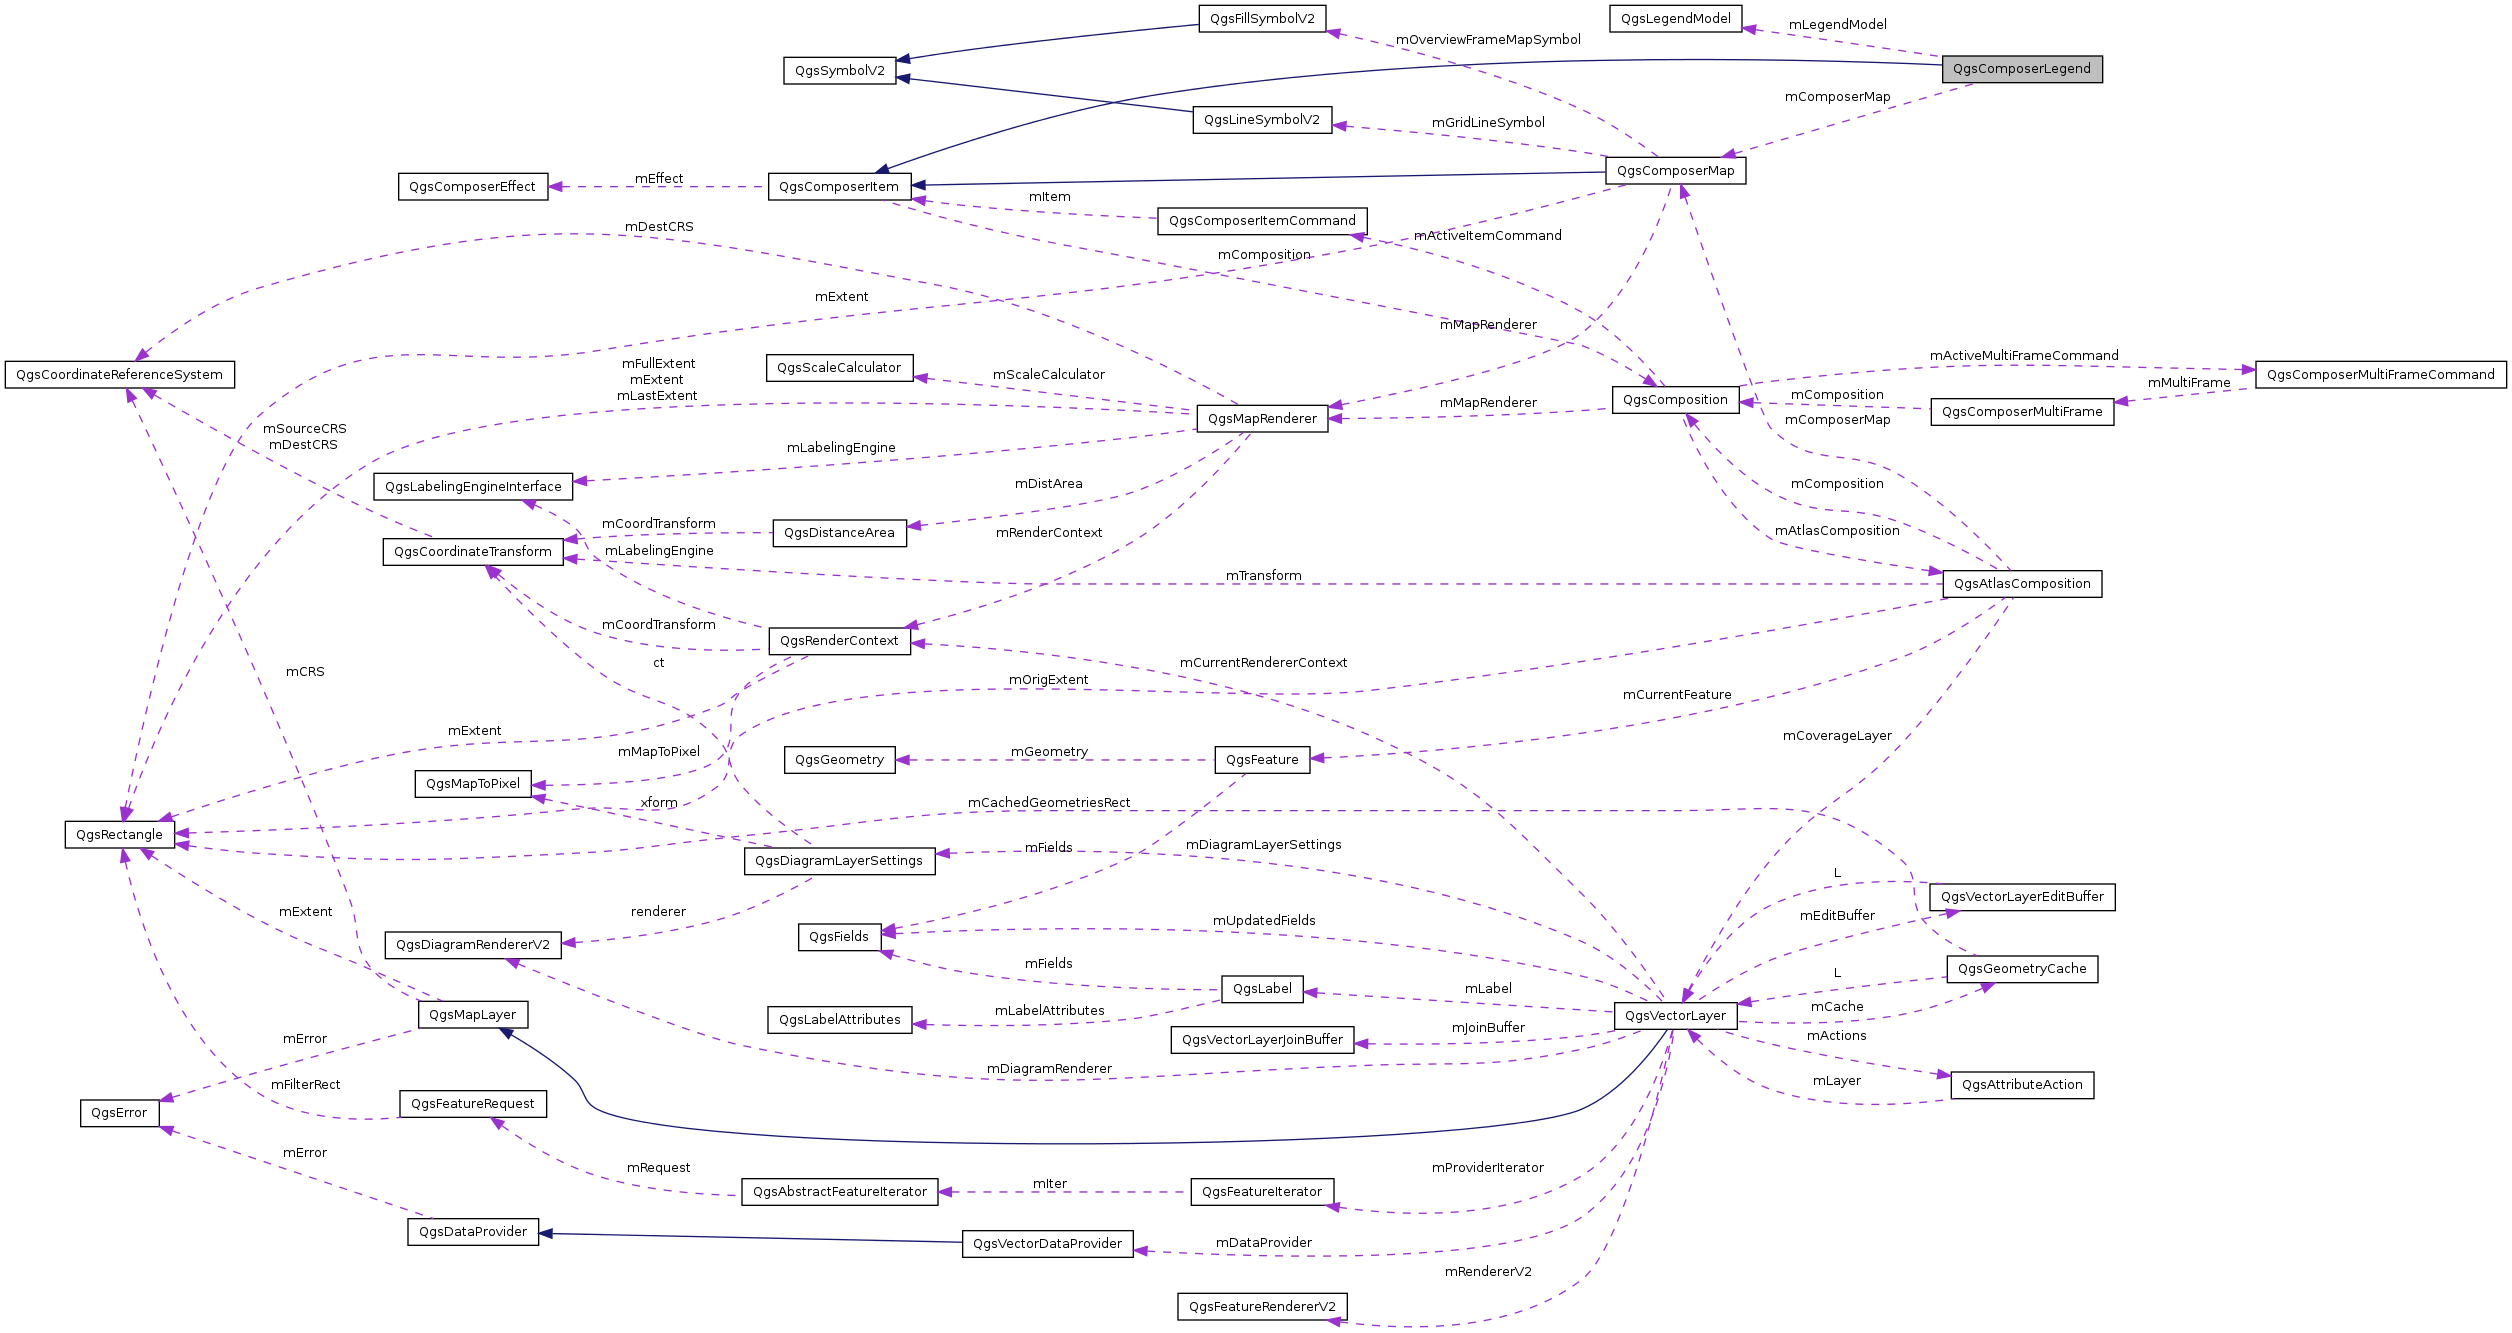 QgsFillSymbolV2
QgsLegendModel
mLegendModel
mOverviewFrameMapSymbol
QgsSymbolV2
QgsComposerLegend
mComposerMap
QgsLineSymbolV2
mGridLineSymbol
QgsComposerMap
QgsComposerEffect
mEffect
QgsComposerItem
mItem
QgsComposerItemCommand
mDestCRS
mActiveItemCommand
mComposition
mExtent
mMapRenderer
mActiveMultiFrameCommand
QgsCoordinateReferenceSystem
mFullExtent
mExtent
mLastExtent
QgsScaleCalculator
mScaleCalculator
QgsComposerMultiFrameCommand
mMultiFrame
QgsComposition
mComposition
mMapRenderer
QgsComposerMultiFrame
QgsMapRenderer
mComposerMap
mSourceCRS
mDestCRS
mLabelingEngine
QgsLabelingEngineInterface
mDistArea
mComposition
mCoordTransform
QgsDistanceArea
mRenderContext
mAtlasComposition
QgsCoordinateTransform
mLabelingEngine
mTransform
QgsAtlasComposition
mCoordTransform
QgsRenderContext
ct
mCurrentRendererContext
mCRS
mOrigExtent
mCurrentFeature
mExtent
mCoverageLayer
mMapToPixel
mGeometry
QgsGeometry
QgsFeature
QgsMapToPixel
xform
mCachedGeometriesRect
QgsRectangle
mFields
mDiagramLayerSettings
QgsDiagramLayerSettings
L
QgsVectorLayerEditBuffer
mExtent
renderer
mUpdatedFields
mEditBuffer
QgsFields
QgsDiagramRendererV2
mFields
L
QgsGeometryCache
QgsLabel
mLabel
mLabelAttributes
mCache
QgsMapLayer
QgsLabelAttributes
QgsVectorLayer
mJoinBuffer
mError
QgsVectorLayerJoinBuffer
mActions
mDiagramRenderer
mFilterRect
mLayer
QgsAttributeAction
QgsFeatureRequest
QgsError
mError
mRequest
mProviderIterator
mIter
QgsAbstractFeatureIterator
QgsFeatureIterator
QgsDataProvider
QgsVectorDataProvider
mDataProvider
mRendererV2
QgsFeatureRendererV2